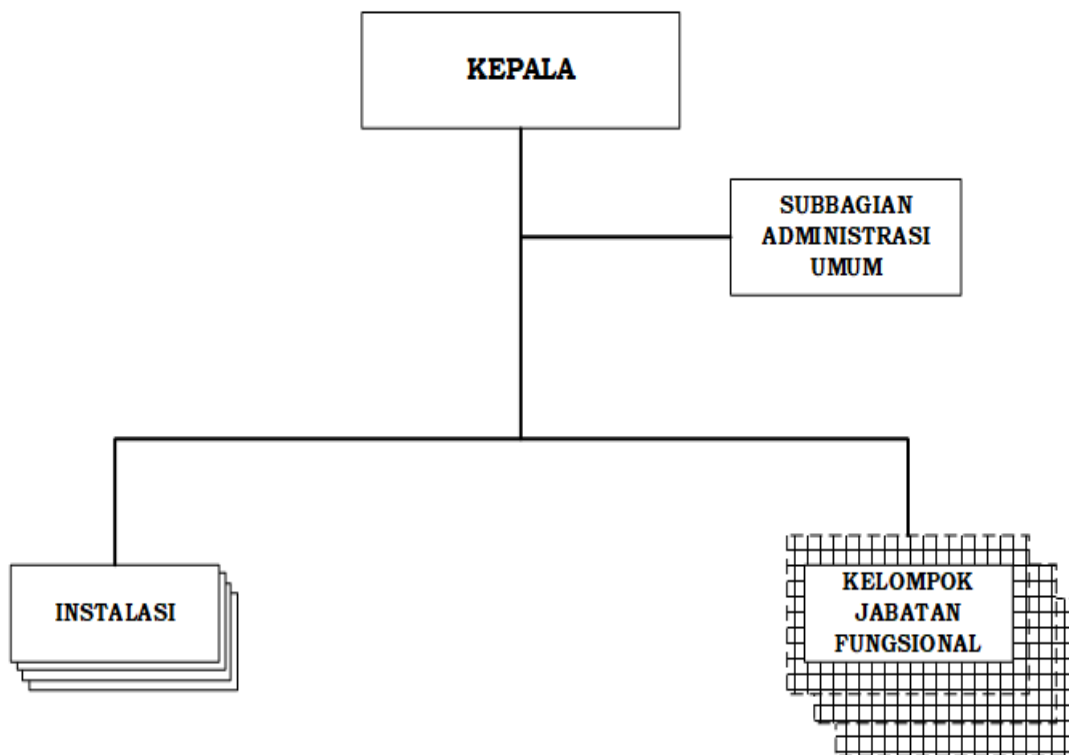 KEPALA
SUBBAGIAN
ADMINISTRASI
UMUM
INSTALASI
KELOMPOK
JABATAN
FUNGSIONAL